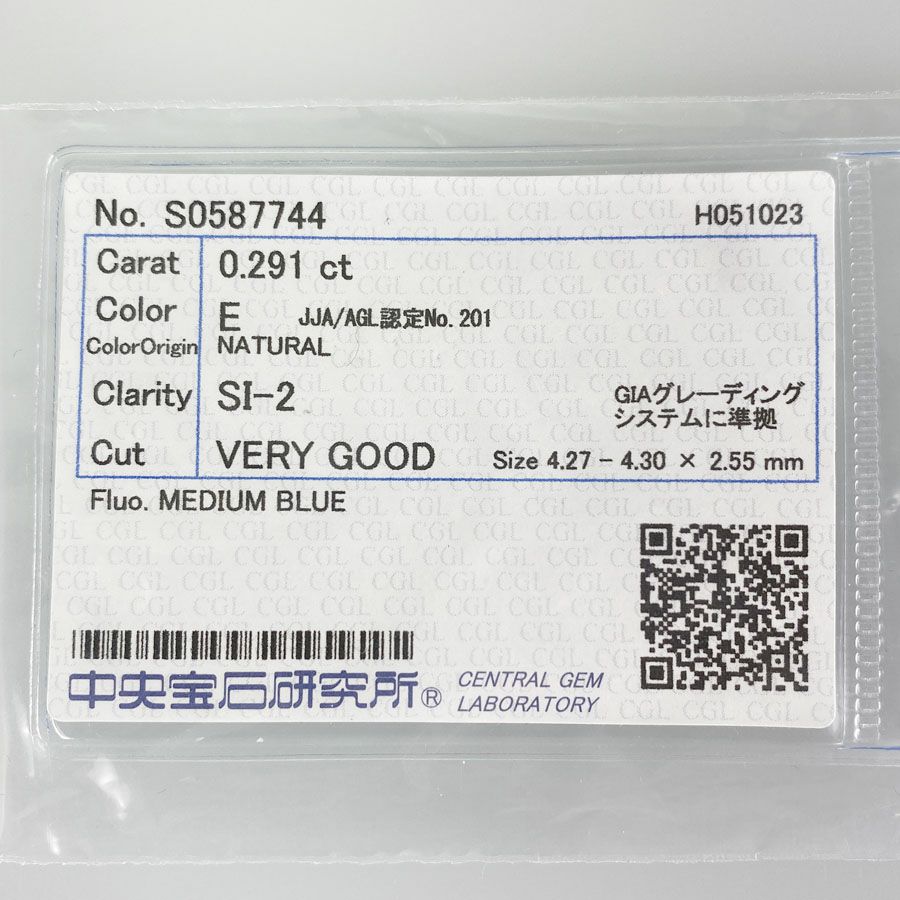 No. S0587744 H051023
Carat 0.291 ct
Color E JJA/AGL認定No.201
ColorOrigin NATURAL
Clarity SI-2 GIAグレーディング
システムに準拠
Cut VERY GOOD Size 4.27 - 4.30 × 2.55 mm
Fluo. MEDIUM BLUE
中央宝石研究所® CENTRAL GEM
LABORATORY